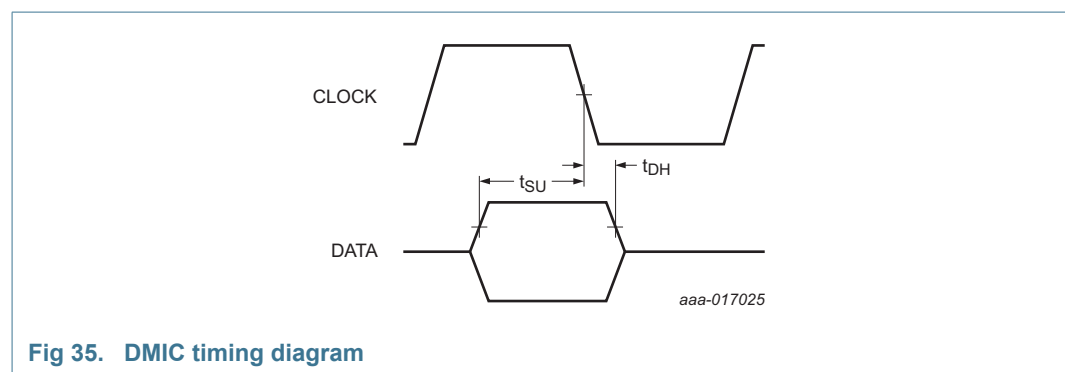 CLOCK
tDH
tSU
DATA
aaa-017025
Fig 35. DMIC timing diagram